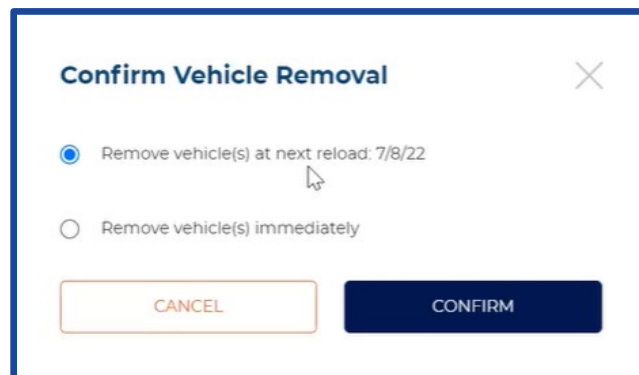 Confirm Vehicle Removal
Remove vehicle(s) at next reload: 7/8/22
Remove vehicle(s) immediately
CANCEL
CONFIRM